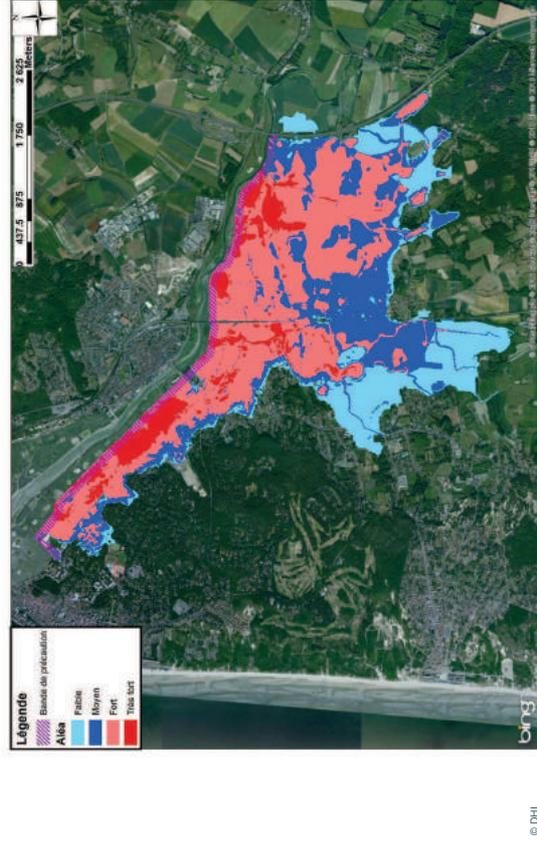 Légende
Bande de précaution
Aléa
Faible
Moyen
Fort
Très fort
0 437.5 875 1 750 2 625
Meters
N
bing
© DHI